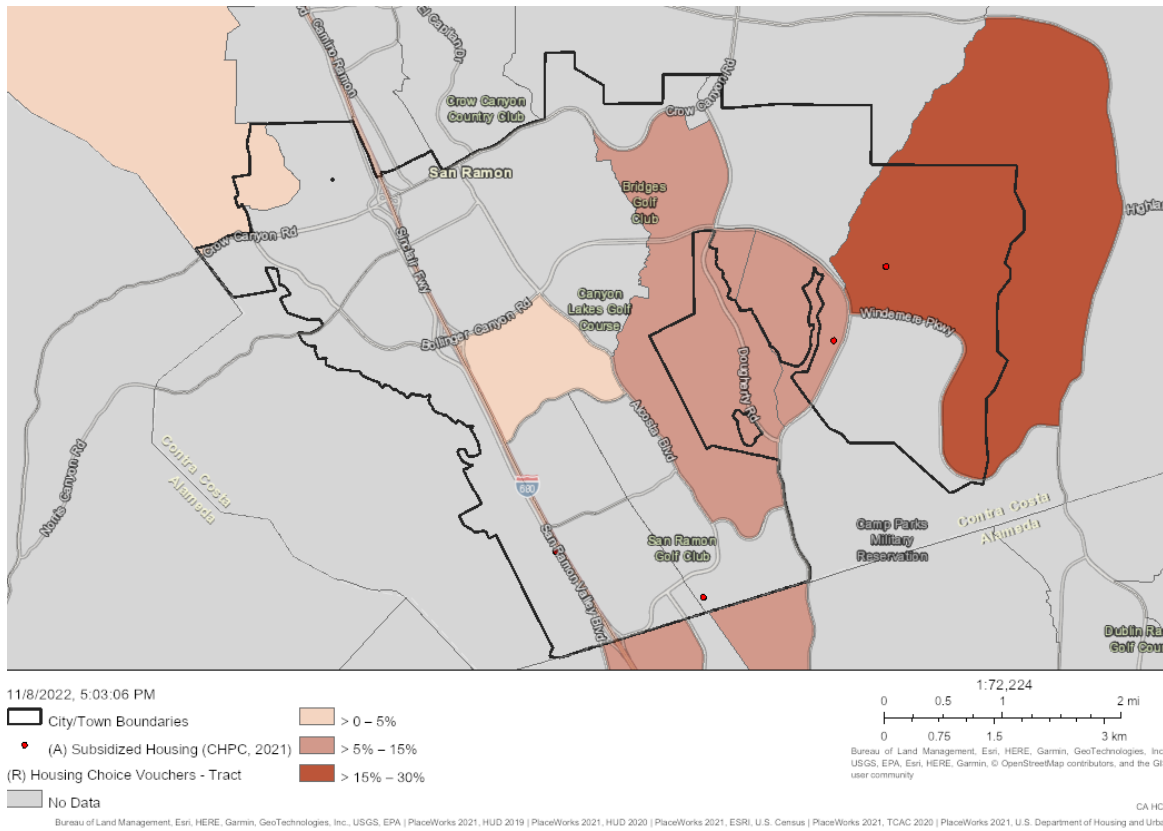 Camino Ramon
El Capitan Dr
Crow Canyon
Country Club
Crow Canyon Rd
San Ramon
Bridges
Golf
Club
Highla
Crow Canyon Rd
Sinclair Fwy
Canyon
Lakes Golf
Course
Bollinger Canyon Rd
Windemere Pkwy
Dougherty Rd
Alcosta Blvd
Norris Canyon Rd
Contra Costa
Alameda
680
San Ramon Valley Blvd
San Ramon
Golf Club
Camp Parks
Military
Reservation
Contra Costa
Alameda
Dublin Ra
Golf Cour
11/8/2022, 5:03:06 PM
City/Town Boundaries
(A) Subsidized Housing (CHPC, 2021)
(R) Housing Choice Vouchers - Tract
No Data
> 0 – 5%
> 5% – 15%
> 15% – 30%
1:72,224
0 0.5 1 2 mi
0 0.75 1.5 3 km
Bureau of Land Management, Esri, HERE, Garmin, GeoTechnologies, Inc
USGS, EPA, Esri, HERE, Garmin, © OpenStreetMap contributors, and the GI
user community
CA HC
Bureau of Land Management, Esri, HERE, Garmin, GeoTechnologies, Inc., USGS, EPA | PlaceWorks 2021, HUD 2019 | PlaceWorks 2021, HUD 2020 | PlaceWorks 2021, ESRI, U.S. Census | PlaceWorks 2021, TCAC 2020 | PlaceWorks 2021, U.S. Department of Housing and Urba